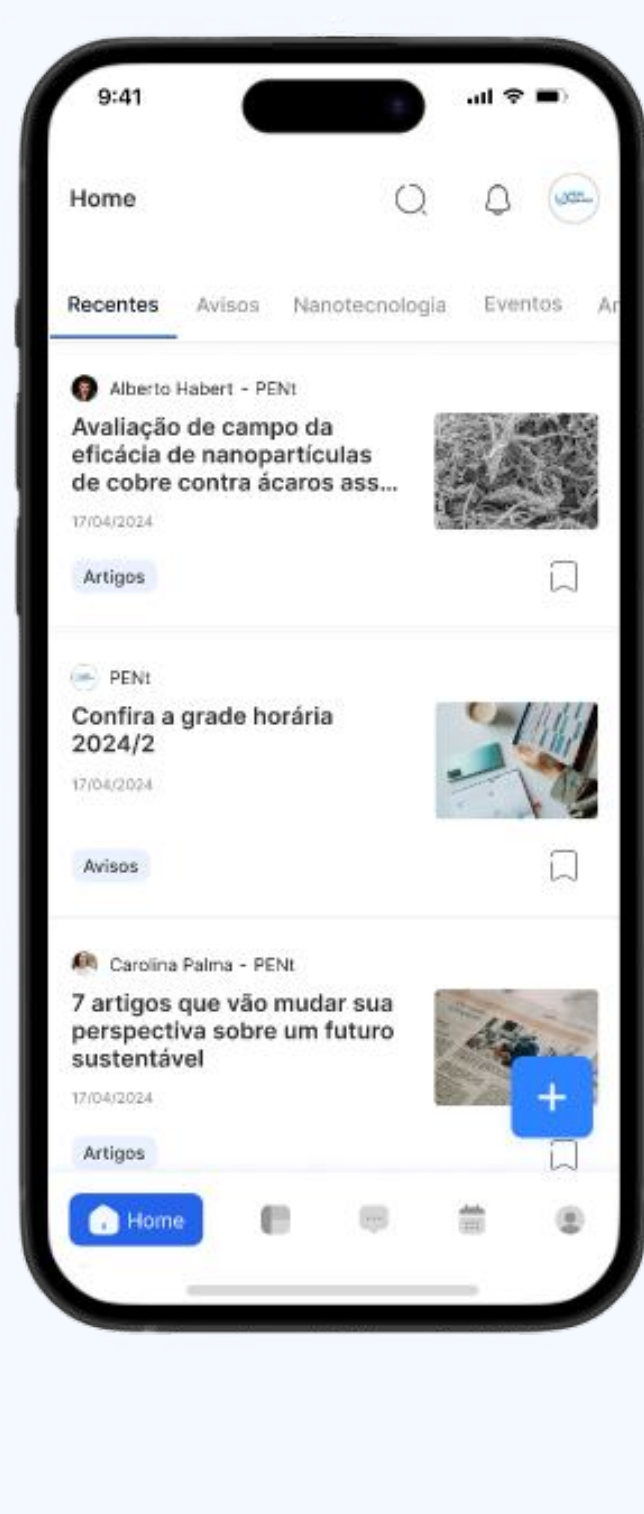 9:41
Home
Recentes Avisos Nanotecnologia Eventos Ar
Alberto Habert - PENt
Avaliação de campo da
eficácia de nanopartículas
de cobre contra ácaros ass...
17/04/2024
Artigos
PENt
Confira a grade horária
2024/2
17/04/2024
Avisos
Carolina Palma - PENt
7 artigos que vão mudar sua
perspectiva sobre um futuro
sustentável
17/04/2024
Artigos
Home